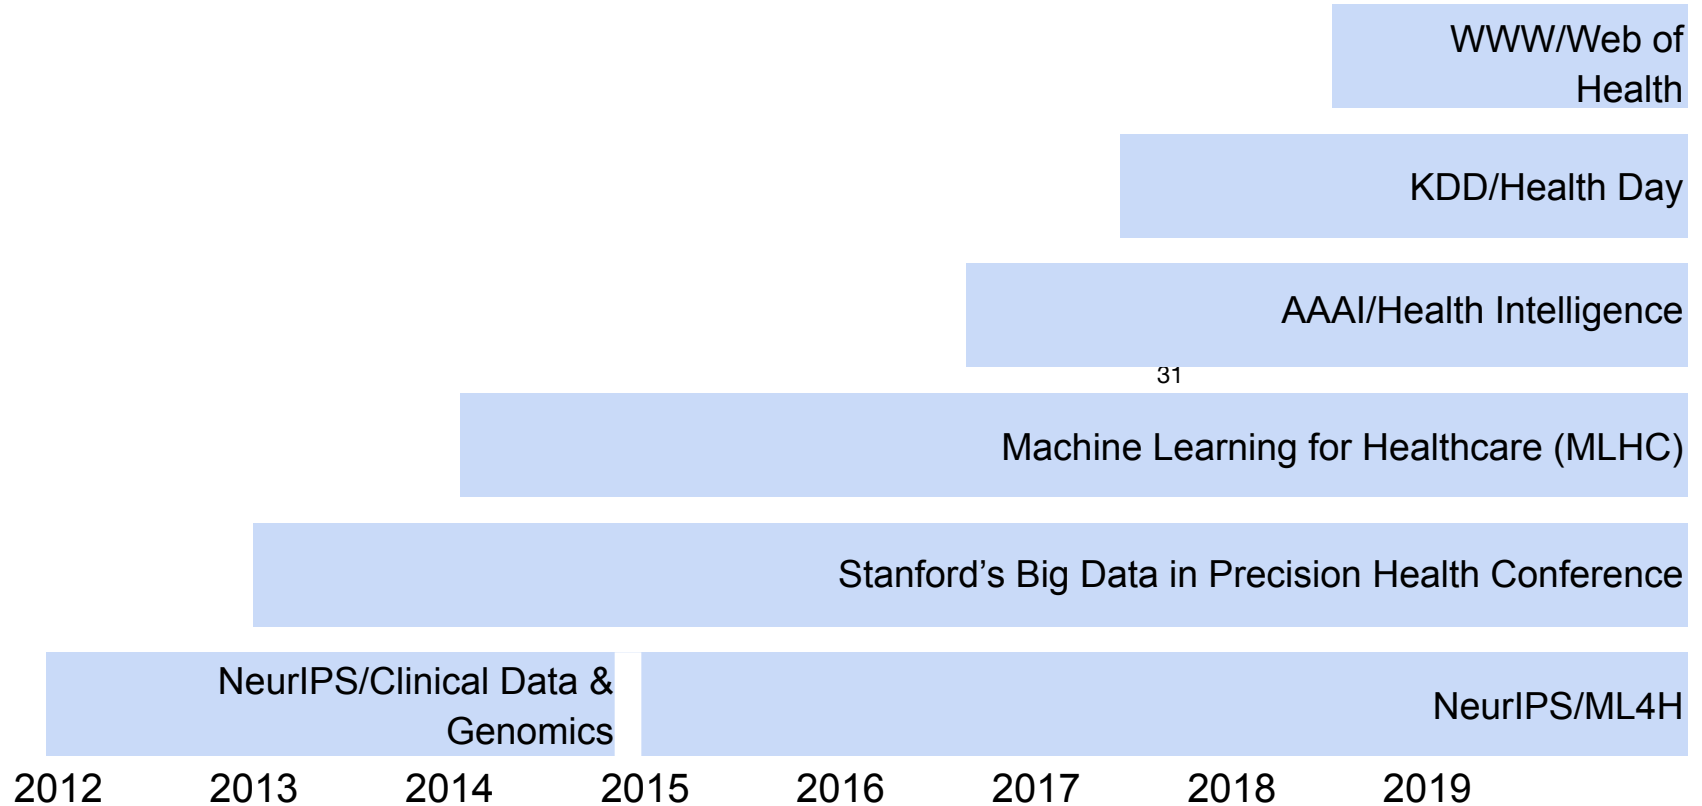 WWW/Web of
Health
KDD/Health Day
AAAI/Health Intelligence
31
Machine Learning for Healthcare (MLHC)
Stanford’s Big Data in Precision Health Conference
NeurIPS/Clinical Data &
Genomics
NeurIPS/ML4H
2012 2013 2014 2015 2016 2017 2018 2019